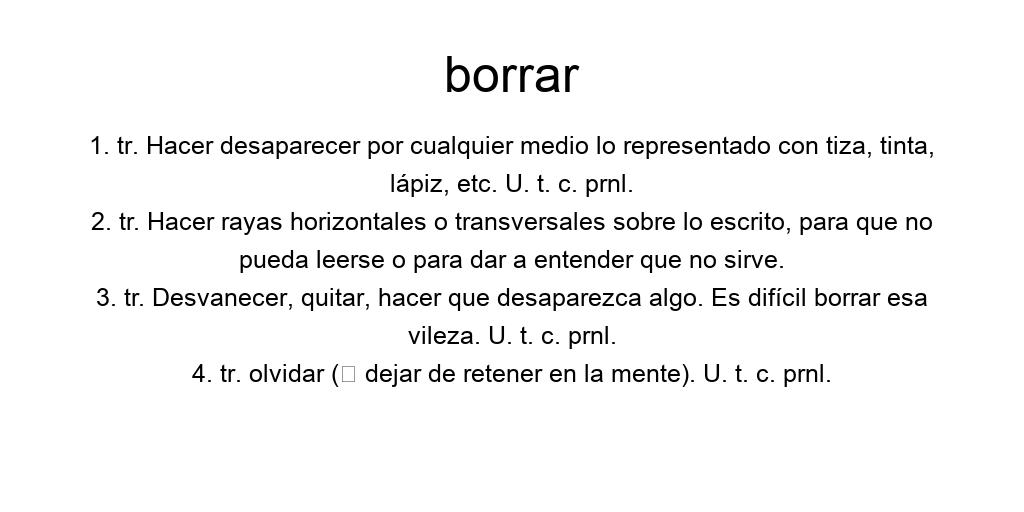 borrar
1. tr. Hacer desaparecer por cualquier medio lo representado con tiza, tinta,
lápiz, etc. U. t. c. prnl.
2. tr. Hacer rayas horizontales o transversales sobre lo escrito, para que no
pueda leerse o para dar a entender que no sirve.
3. tr. Desvanecer, quitar, hacer que desaparezca algo. Es difícil borrar esa
vileza. U. t. c. prnl.
4. tr. olvidar (□ dejar de retener en la mente). U. t. c. prnl.